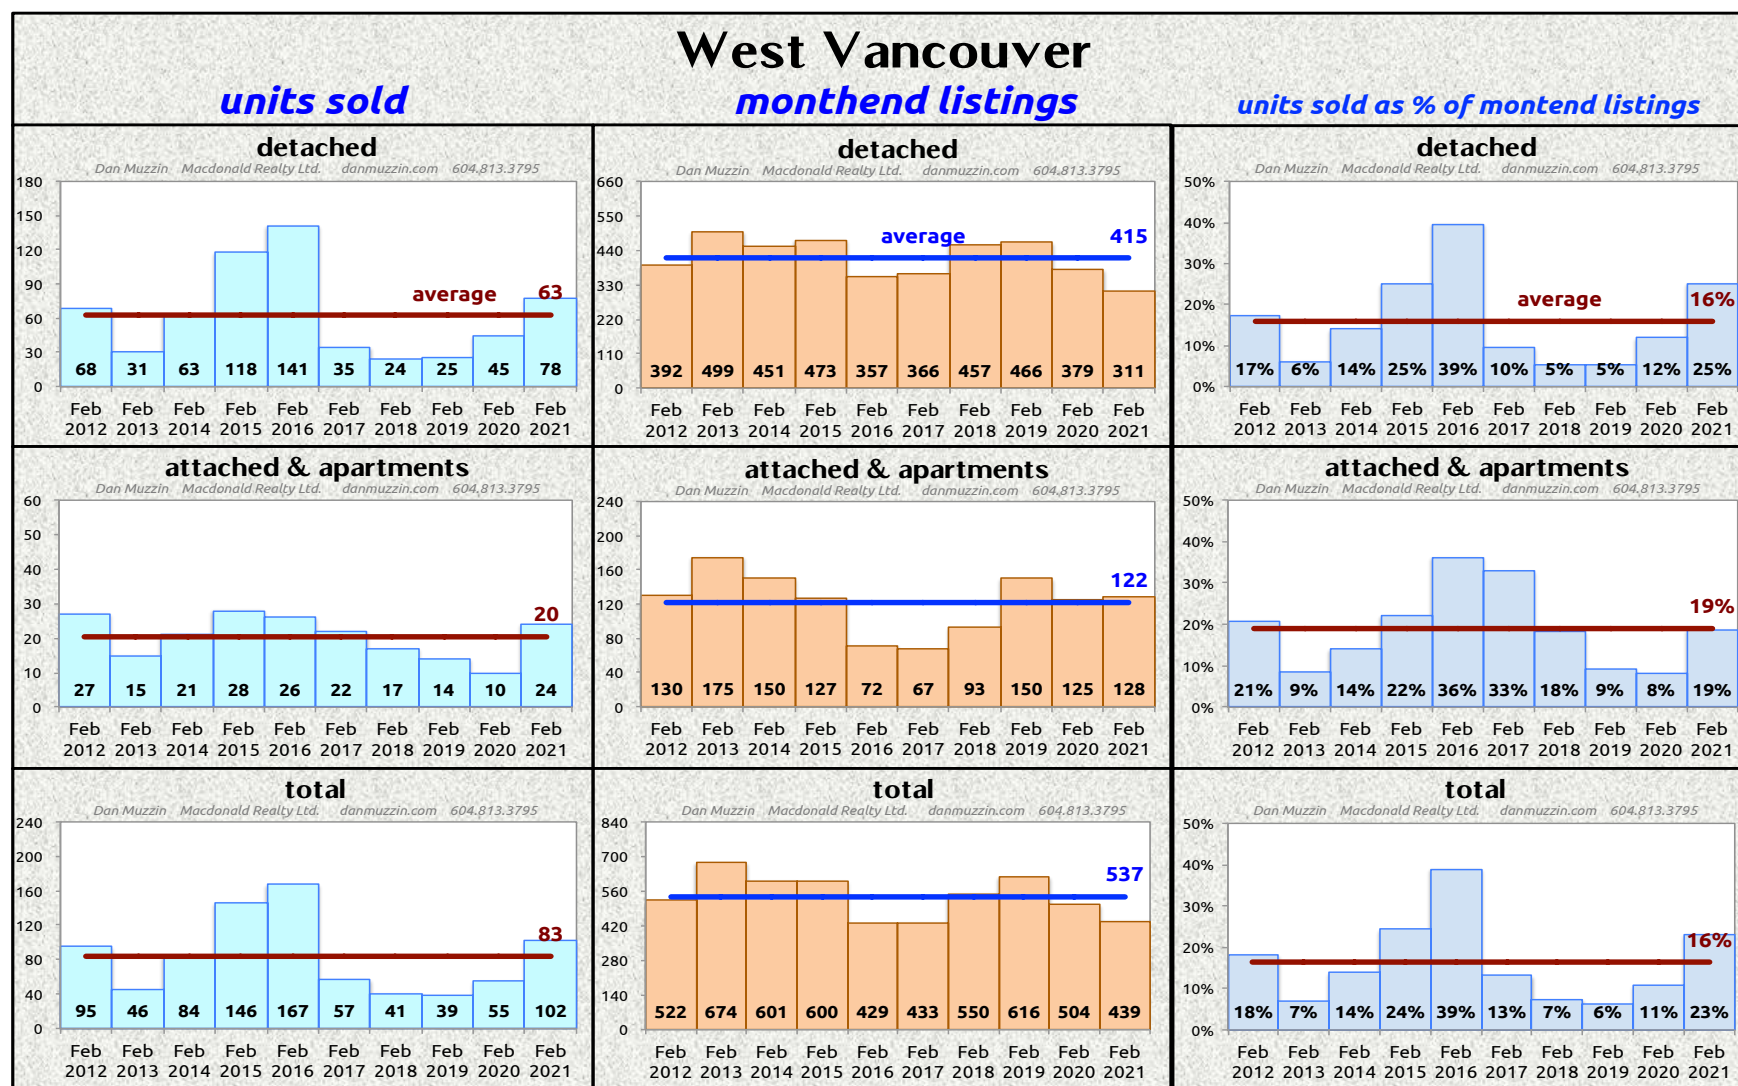 West Vancouver
units sold
monthend listings
units sold as % of montend listings
detached
Dan Muzzin Macdonald Realty Ltd. danmuzzin.com 604.813.3795
180
150
120
90
60
30
0
average 63
68 31 63 118 141 35 24 25 45 78
Feb Feb Feb Feb Feb Feb Feb Feb Feb Feb
2012 2013 2014 2015 2016 2017 2018 2019 2020 2021
detached
Dan Muzzin Macdonald Realty Ltd. danmuzzin.com 604.813.3795
660
550
440
330
220
110
0
average 415
392 499 451 473 357 366 457 466 379 311
Feb Feb Feb Feb Feb Feb Feb Feb Feb Feb
2012 2013 2014 2015 2016 2017 2018 2019 2020 2021
detached
Dan Muzzin Macdonald Realty Ltd. danmuzzin.com 604.813.3795
50%
40%
30%
20%
10%
0%
average 16%
17% 6% 14% 25% 39% 10% 5% 5% 12% 25%
Feb Feb Feb Feb Feb Feb Feb Feb Feb Feb
2012 2013 2014 2015 2016 2017 2018 2019 2020 2021
attached & apartments
Dan Muzzin Macdonald Realty Ltd. danmuzzin.com 604.813.3795
60
50
40
30
20
10
0
20
27 15 21 28 26 22 17 14 10 24
Feb Feb Feb Feb Feb Feb Feb Feb Feb Feb
2012 2013 2014 2015 2016 2017 2018 2019 2020 2021
attached & apartments
Dan Muzzin Macdonald Realty Ltd. danmuzzin.com 604.813.3795
240
200
160
120
80
40
0
122
130 175 150 127 72 67 93 150 125 128
Feb Feb Feb Feb Feb Feb Feb Feb Feb Feb
2012 2013 2014 2015 2016 2017 2018 2019 2020 2021
attached & apartments
Dan Muzzin Macdonald Realty Ltd. danmuzzin.com 604.813.3795
50%
40%
30%
20%
10%
0%
19%
21% 9% 14% 22% 36% 33% 18% 9% 8% 19%
Feb Feb Feb Feb Feb Feb Feb Feb Feb Feb
2012 2013 2014 2015 2016 2017 2018 2019 2020 2021
total
Dan Muzzin Macdonald Realty Ltd. danmuzzin.com 604.813.3795
240
200
160
120
80
40
0
83
95 46 84 146 167 57 41 39 55 102
Feb Feb Feb Feb Feb Feb Feb Feb Feb Feb
2012 2013 2014 2015 2016 2017 2018 2019 2020 2021
total
Dan Muzzin Macdonald Realty Ltd. danmuzzin.com 604.813.3795
840
700
560
420
280
140
0
537
522 674 601 600 429 433 550 616 504 439
Feb Feb Feb Feb Feb Feb Feb Feb Feb Feb
2012 2013 2014 2015 2016 2017 2018 2019 2020 2021
total
Dan Muzzin Macdonald Realty Ltd. danmuzzin.com 604.813.3795
50%
40%
30%
20%
10%
0%
16%
18% 7% 14% 24% 39% 13% 7% 6% 11% 23%
Feb Feb Feb Feb Feb Feb Feb Feb Feb Feb
2012 2013 2014 2015 2016 2017 2018 2019 2020 2021